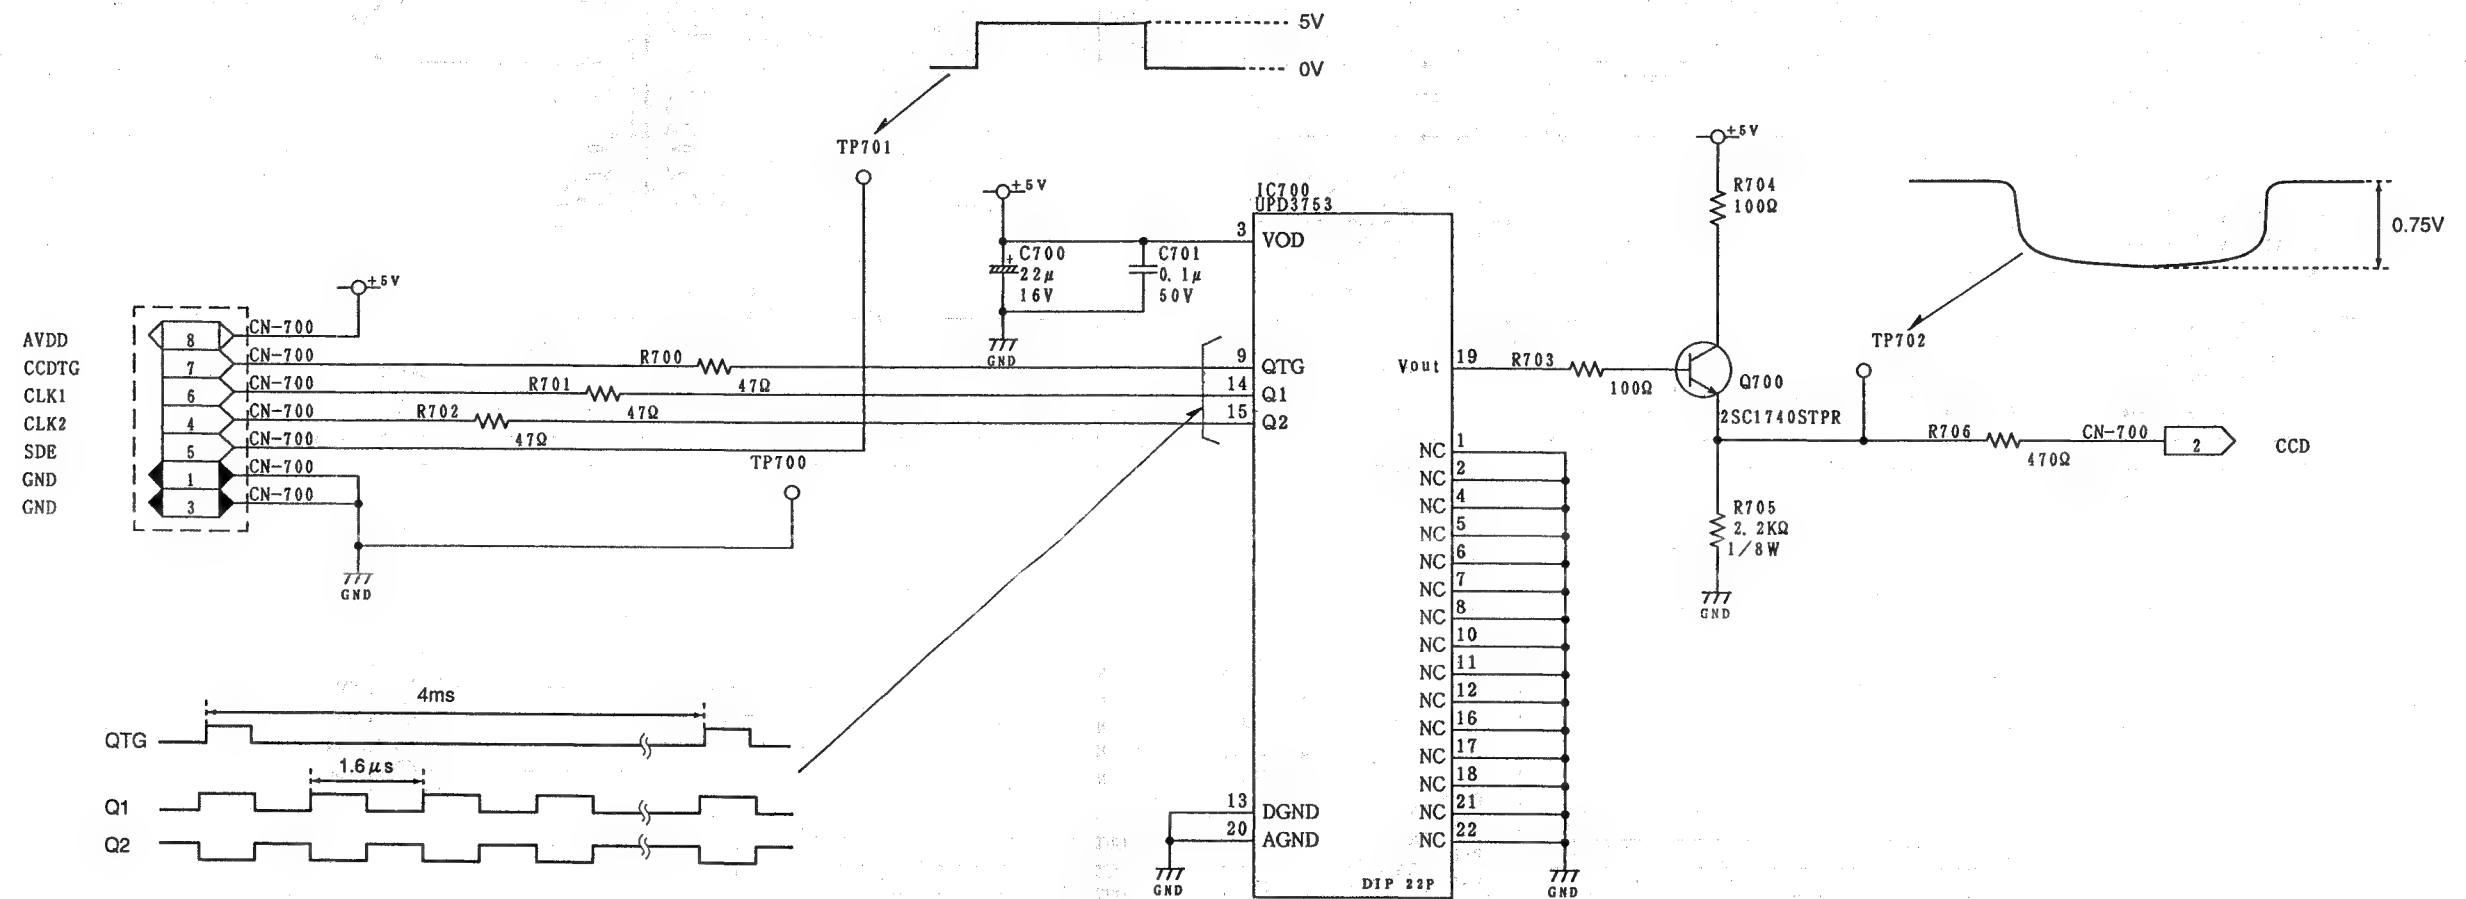 5V
0V
TP701
+5V
C700
22μ
16V
C701
0.1μ
50V
GND
IC700
UPD3753
3
VOD
9
QTG
14
Q1
15
Q2
13
DGND
20
AGND
GND
DIP 22P
Vout
19
R703
100Ω
+5V
R704
100Ω
Q700
2SC1740STPR
R705
2.2KΩ
1/8W
GND
TP702
0.75V
R706
470Ω
CN-700
2
CCD
NC 1
NC 2
NC 4
NC 5
NC 6
NC 7
NC 8
NC 10
NC 11
NC 12
NC 16
NC 17
NC 18
NC 21
NC 22
GND
+5V
AVDD 8 CN-700
CCDTG 7 CN-700 R700 47Ω
CLK1 6 CN-700 R701 47Ω
CLK2 4 CN-700 R702 47Ω
SDE 5 CN-700
GND 1 CN-700
GND 3 CN-700
TP700
GND
4ms
QTG
1.6μs
Q1
Q2